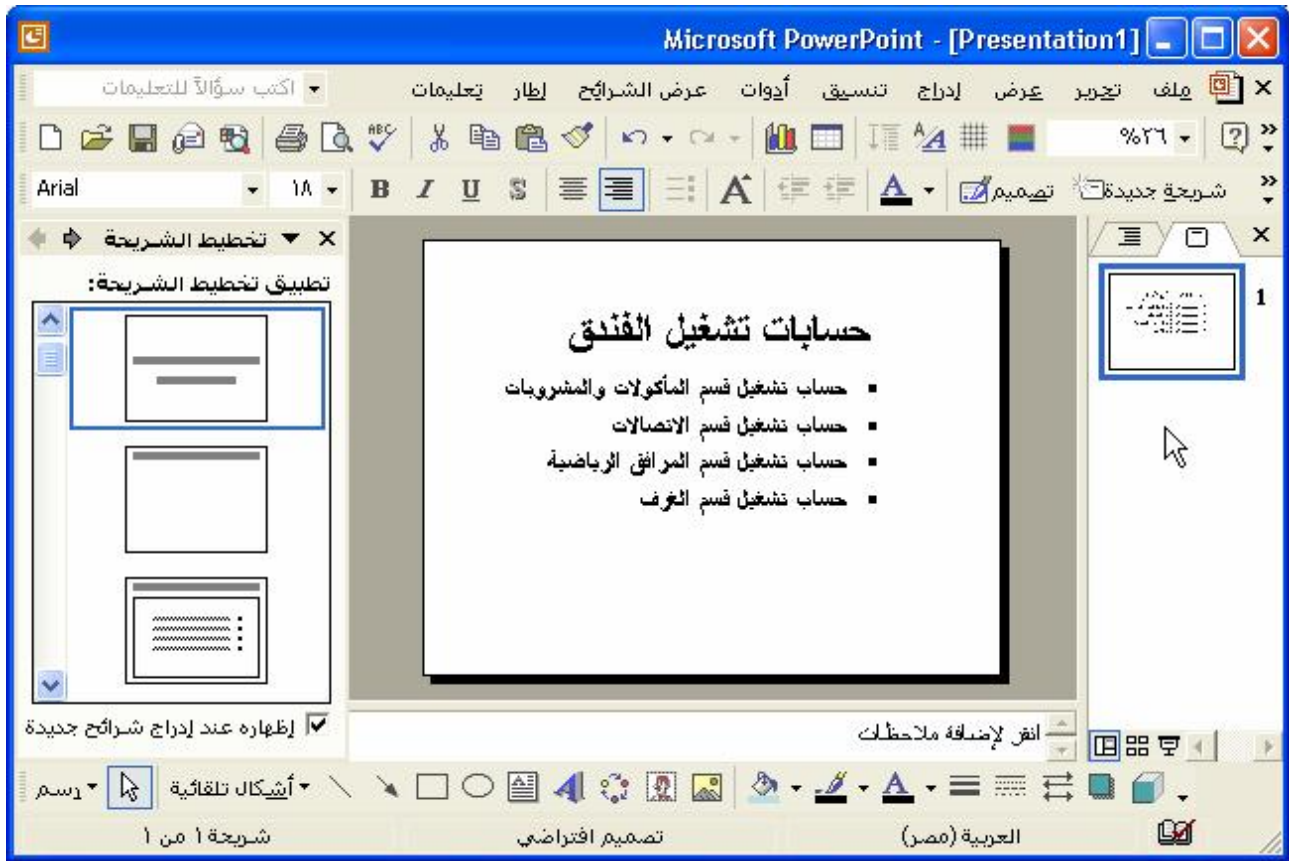 Microsoft PowerPoint - [Presentation1]
ملف تحرير عرض إدراج تنسيق أدوات عرض الشرائح إطار تعليمات اكتب سؤالاً للتعليمات
%٢٦
Arial ١٨ B I U S A A تصميم شريحة جديدة
تخطيط الشريحة
تطبيق تخطيط الشريحة:
1
حسابات تشغيل الفندق
حساب تشغيل قسم المأكولات والمشروبات
حساب تشغيل قسم الاتصالات
حساب تشغيل قسم المرافق الرياضية
حساب تشغيل قسم الغرف
إظهاره عند إدراج شرائح جديدة
انقر لإضافة ملاحظات
رسم أشكال تلقائية
شريحة ١ من ١ تصميم افتراضي العربية (مصر)